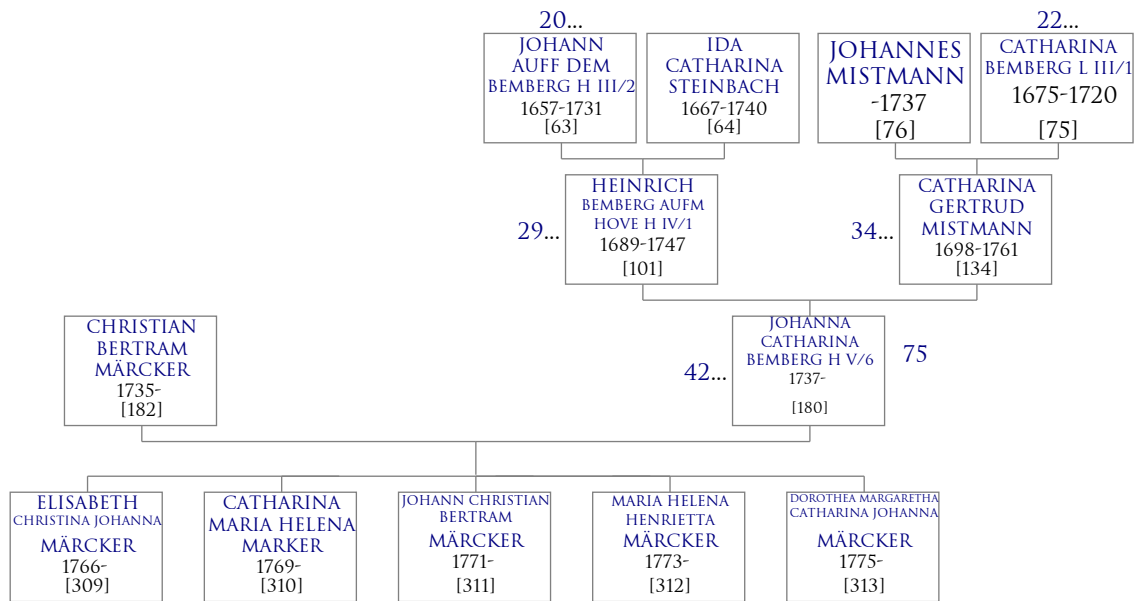 20...
22...
JOHANN
AUFF DEM
BEMBERG H III/2
1657-1731
[63]
IDA
CATHARINA
STEINBACH
1667-1740
[64]
JOHANNES
MISTMANN
-1737
[76]
CATHARINA
BEMBERG L III/1
1675-1720
[75]
29...
HEINRICH
BEMBERG AUFM
HOVE H IV/1
1689-1747
[101]
34...
CATHARINA
GERTRUD
MISTMANN
1698-1761
[134]
CHRISTIAN
BERTRAM
MÄRCKER
1735-
[182]
42...
JOHANNA
CATHARINA
BEMBERG H V/6
1737-
[180]
75
ELISABETH
CHRISTINA JOHANNA
MÄRCKER
1766-
[309]
CATHARINA
MARIA HELENA
MARKER
1769-
[310]
JOHANN CHRISTIAN
BERTRAM
MÄRCKER
1771-
[311]
MARIA HELENA
HENRIETTA
MÄRCKER
1773-
[312]
DOROTHEA MARGARETHA
CATHARINA JOHANNA
MÄRCKER
1775-
[313]